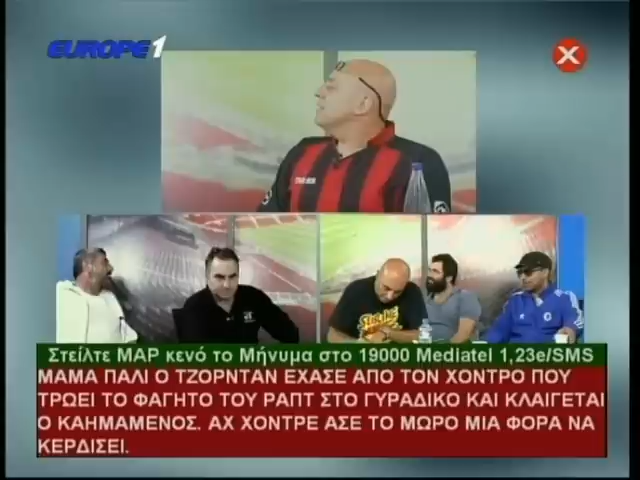 EUROPE 1
Στείλτε ΜΑΡ κενό το Μήνυμα στο 19000 Mediatel 1,23e/SMS
ΜΑΜΑ ΠΑΛΙ Ο ΤΖΟΡΝΤΑΝ ΕΧΑΣΕ ΑΠΟ ΤΟΝ ΧΟΝΤΡΟ ΠΟΥ
ΤΡΩΕΙ ΤΟ ΦΑΓΗΤΟ ΤΟΥ ΡΑΠΤ ΣΤΟ ΓΥΡΑΔΙΚΟ ΚΑΙ ΚΛΑΙΓΕΤΑΙ
Ο ΚΑΗΜΑΜΕΝΟΣ. ΑΧ ΧΟΝΤΡΕ ΑΣΕ ΤΟ ΜΩΡΟ ΜΙΑ ΦΟΡΑ ΝΑ
ΚΕΡΔΙΣΕΙ.